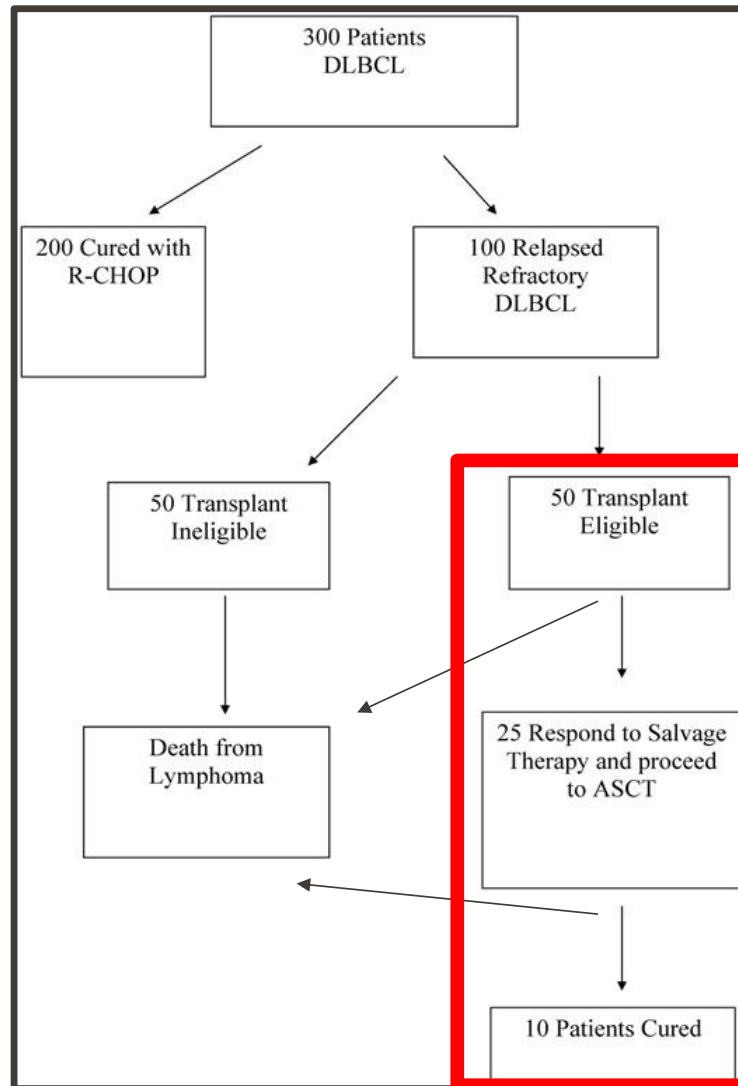 300 Patients
DLBCL
200 Cured with
R-CHOP
100 Relapsed
Refractory
DLBCL
50 Transplant
Ineligible
50 Transplant
Eligible
Death from
Lymphoma
25 Respond to Salvage
Therapy and proceed
to ASCT
10 Patients Cured